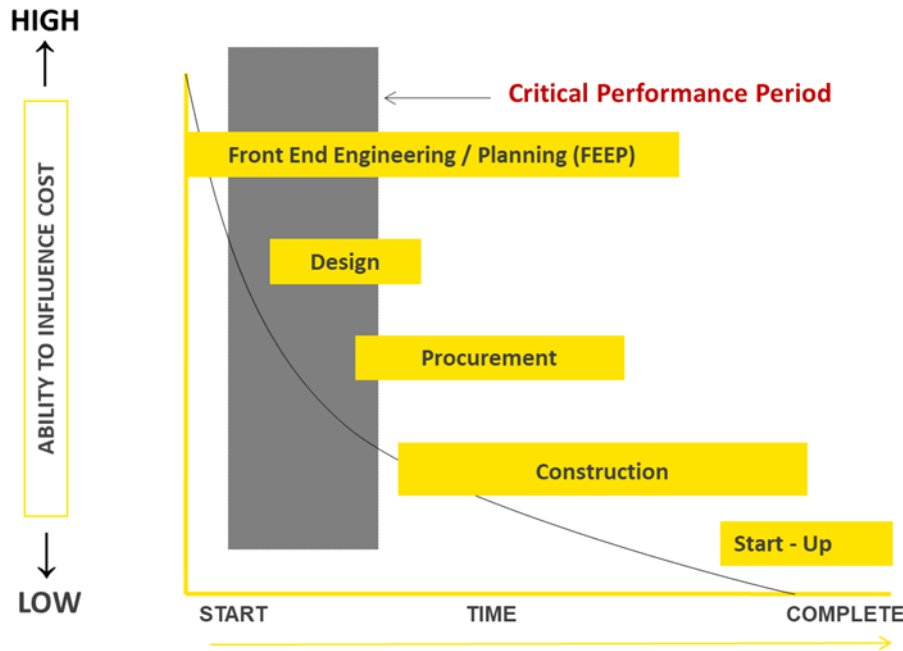 HIGH
Critical Performance Period
Front End Engineering / Planning (FEEP)
ABILITY TO INFLUENCE COST
Design
Procurement
Construction
Start - Up
LOW
START
TIME
COMPLETE